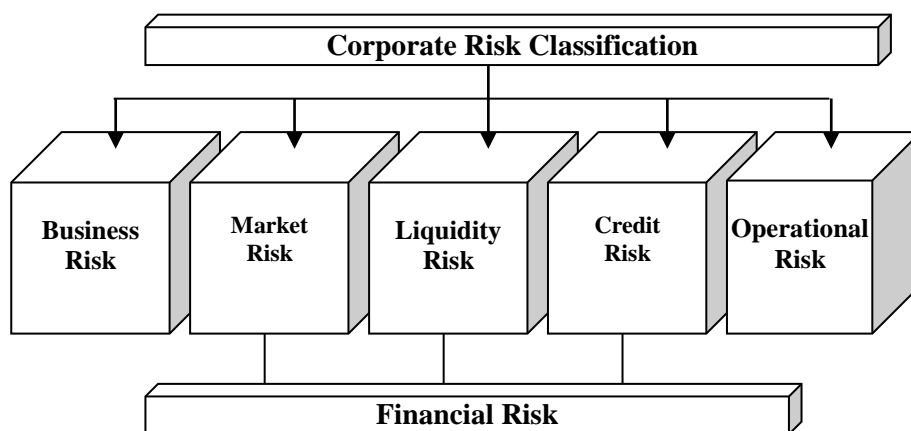 Corporate Risk Classification
Business
Risk
Market
Risk
Liquidity
Risk
Credit
Risk
Operational
Risk
Financial Risk